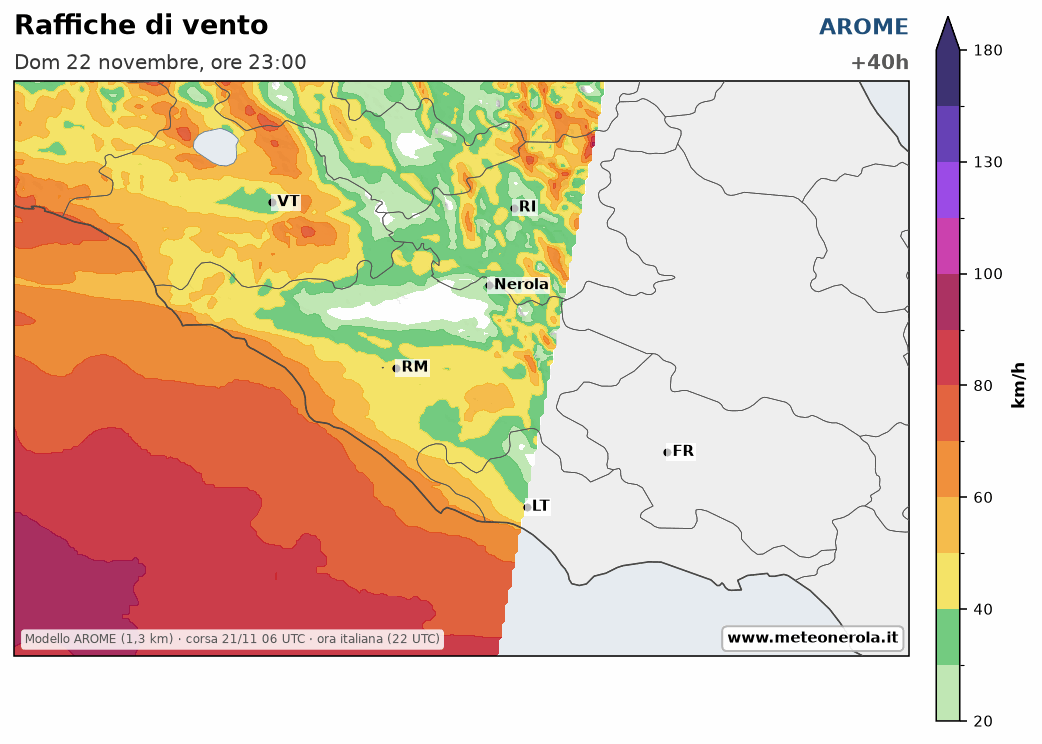 Raffiche di vento
AROME
Dom 22 novembre, ore 23:00
+40h
180
130
100
80
60
40
20
km/h
VT
RI
Nerola
RM
FR
LT
Modello AROME (1,3 km) · corsa 21/11 06 UTC · ora italiana (22 UTC)
www.meteonerola.it